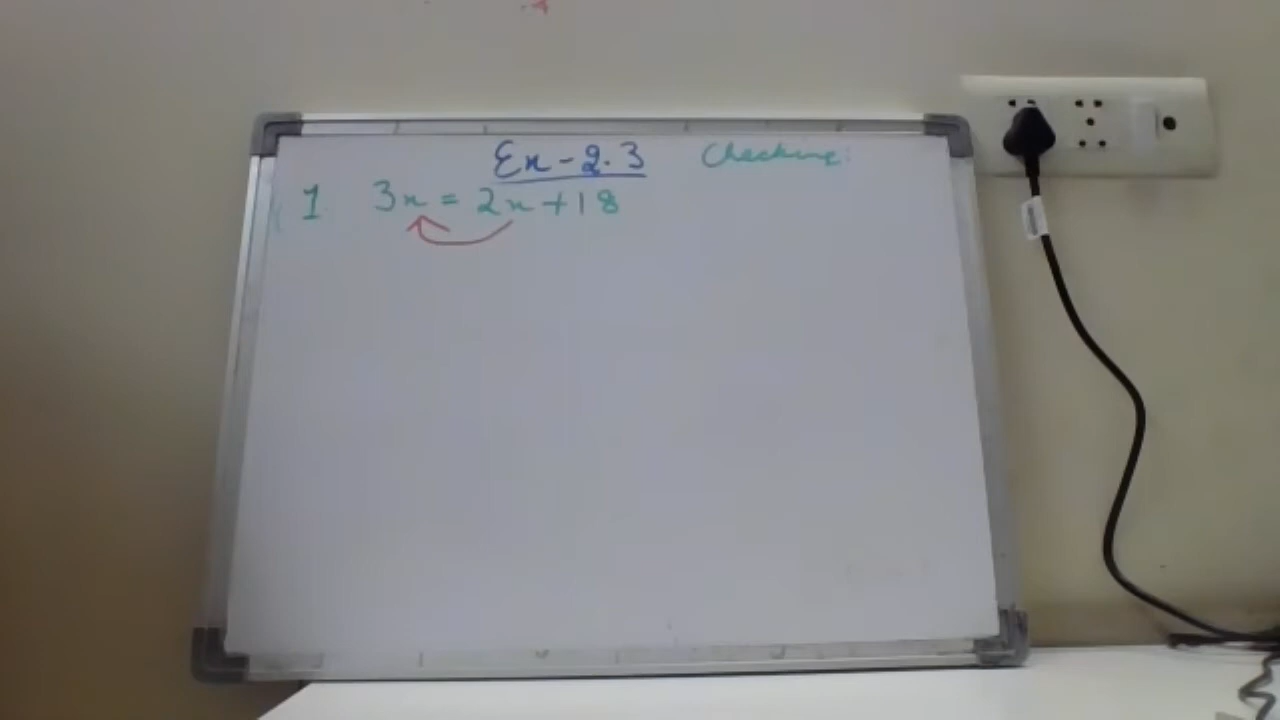 Ex - 2.3 Checking:
1 3x = 2x + 18